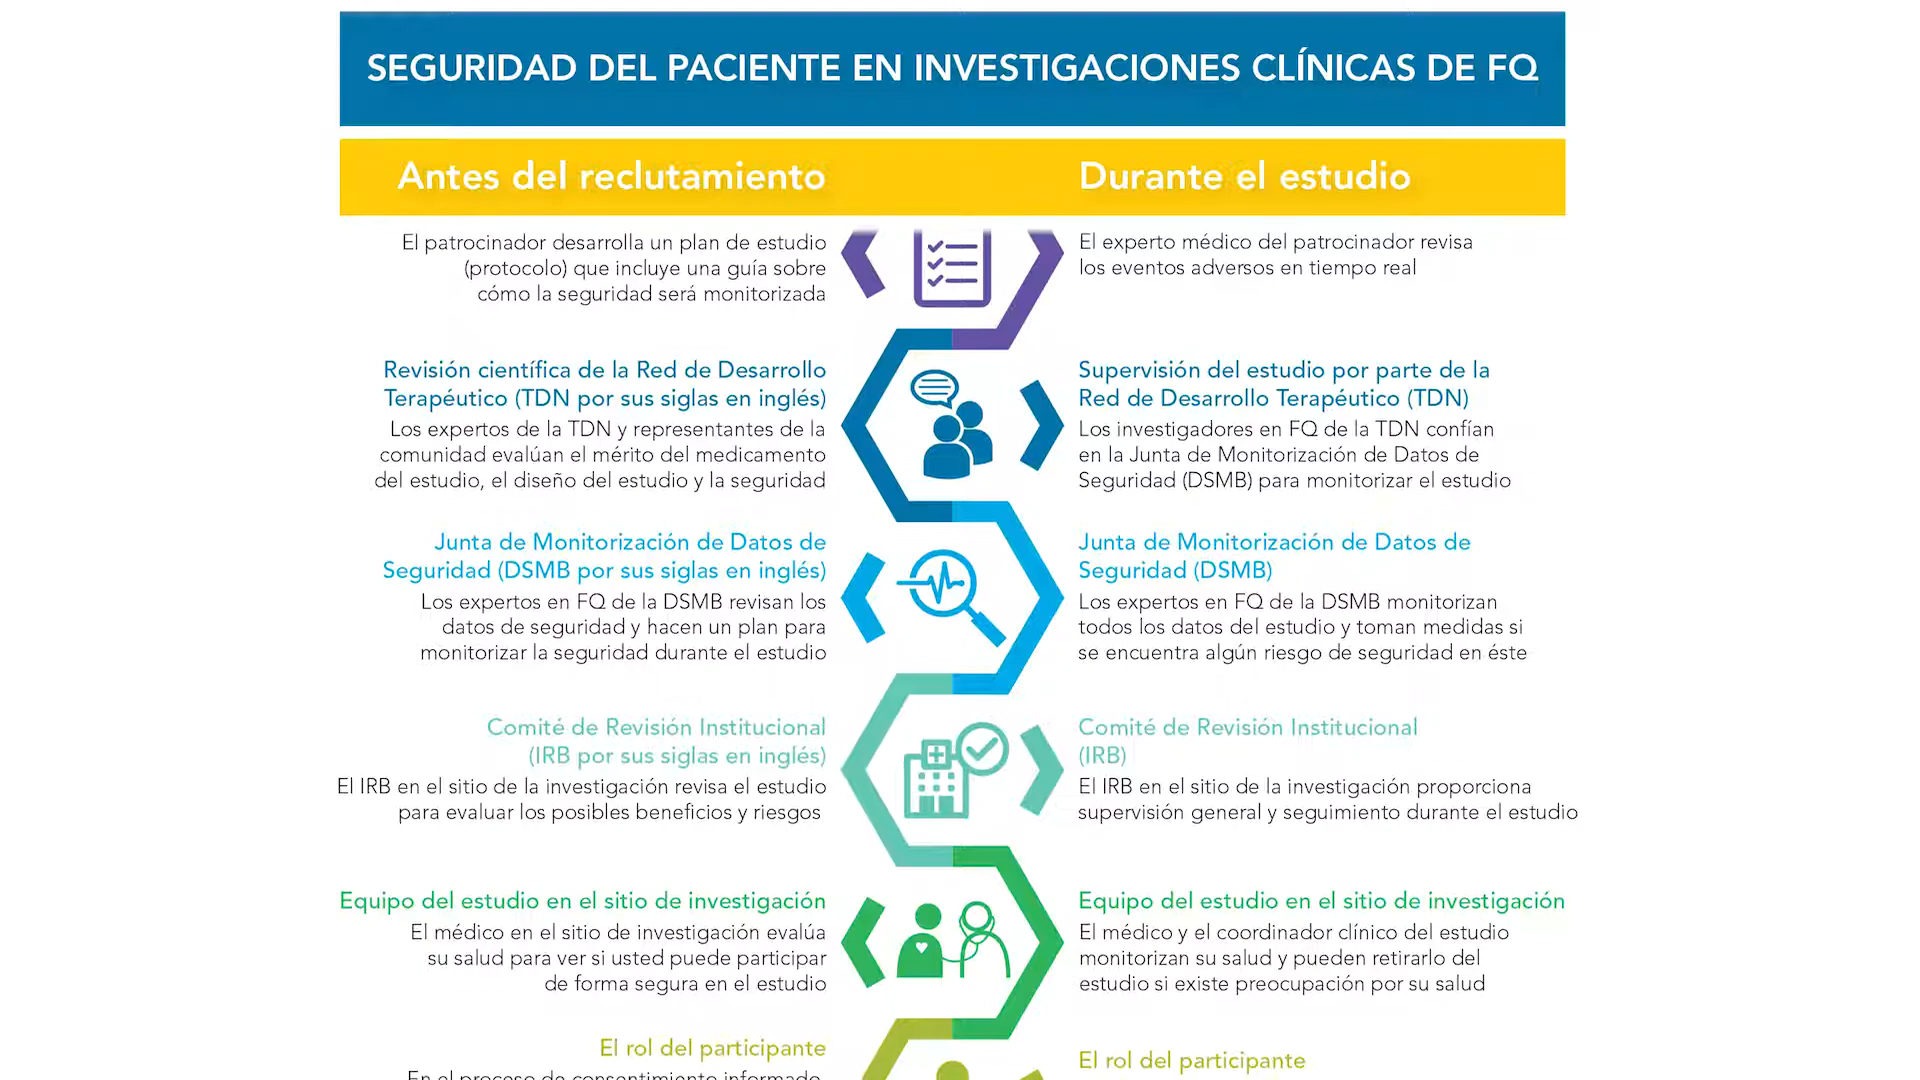 SEGURIDAD DEL PACIENTE EN INVESTIGACIONES CLÍNICAS DE FQ
Antes del reclutamiento
Durante el estudio
El patrocinador desarrolla un plan de estudio
(protocolo) que incluye una guía sobre
cómo la seguridad será monitorizada
El experto médico del patrocinador revisa
los eventos adversos en tiempo real
Revisión científica de la Red de Desarrollo
Terapéutico (TDN por sus siglas en inglés)
Los expertos de la TDN y representantes de la
comunidad evalúan el mérito del medicamento
del estudio, el diseño del estudio y la seguridad
Supervisión del estudio por parte de la
Red de Desarrollo Terapéutico (TDN)
Los investigadores en FQ de la TDN confían
en la Junta de Monitorización de Datos de
Seguridad (DSMB) para monitorizar el estudio
Junta de Monitorización de Datos de
Seguridad (DSMB por sus siglas en inglés)
Los expertos en FQ de la DSMB revisan los
datos de seguridad y hacen un plan para
monitorizar la seguridad durante el estudio
Junta de Monitorización de Datos de
Seguridad (DSMB)
Los expertos en FQ de la DSMB monitorizan
todos los datos del estudio y toman medidas si
se encuentra algún riesgo de seguridad en éste
Comité de Revisión Institucional
(IRB por sus siglas en inglés)
El IRB en el sitio de la investigación revisa el estudio
para evaluar los posibles beneficios y riesgos
Comité de Revisión Institucional
(IRB)
El IRB en el sitio de la investigación proporciona
supervisión general y seguimiento durante el estudio
Equipo del estudio en el sitio de investigación
El médico en el sitio de investigación evalúa
su salud para ver si usted puede participar
de forma segura en el estudio
Equipo del estudio en el sitio de investigación
El médico y el coordinador clínico del estudio
monitorizan su salud y pueden retirarlo del
estudio si existe preocupación por su salud
El rol del participante
En el proceso de consentimiento informado,
El rol del participante